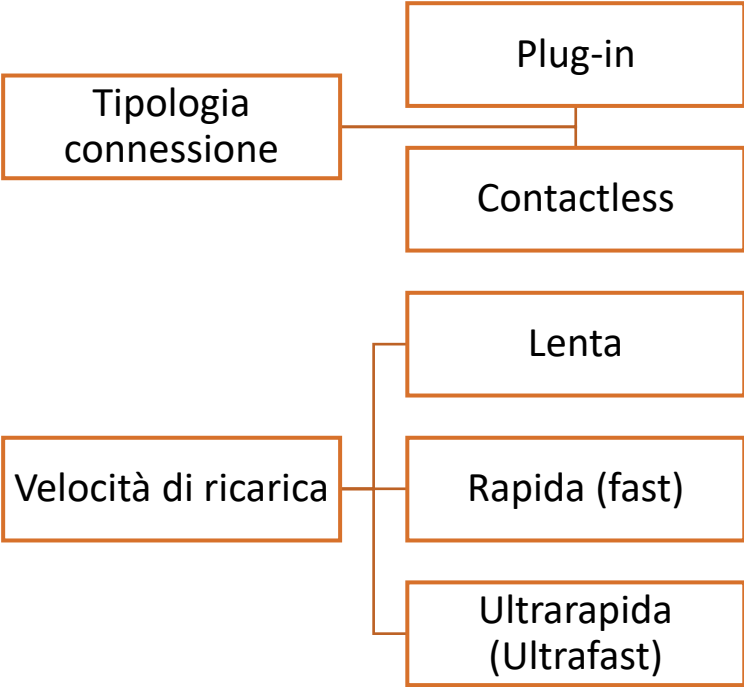 Plug-in
Tipologia
connessione
Contactless
Lenta
Velocità di ricarica
Rapida (fast)
Ultrarapida
(Ultrafast)